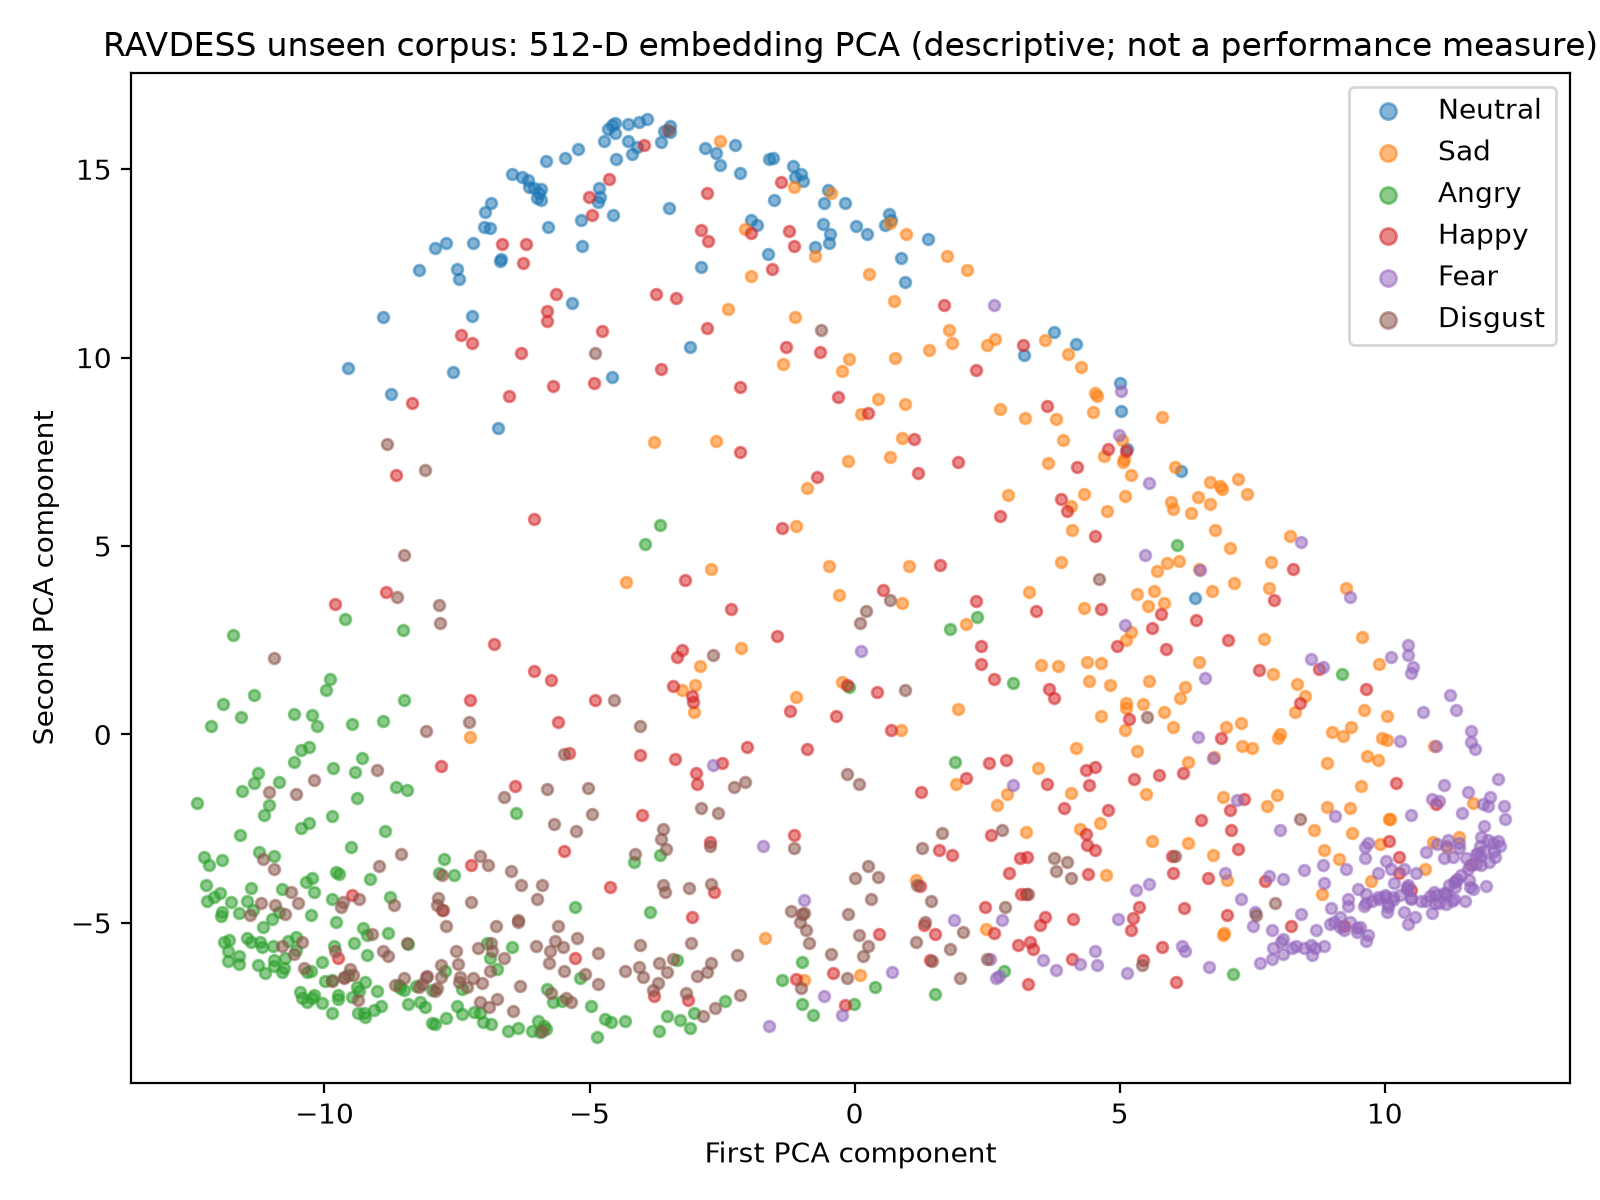 RAVDESS unseen corpus: 512-D embedding PCA (descriptive; not a performance measure)
Neutral
Sad
Angry
Happy
Fear
Disgust
15
10
5
0
−5
Second PCA component
−10
−5
0
5
10
First PCA component